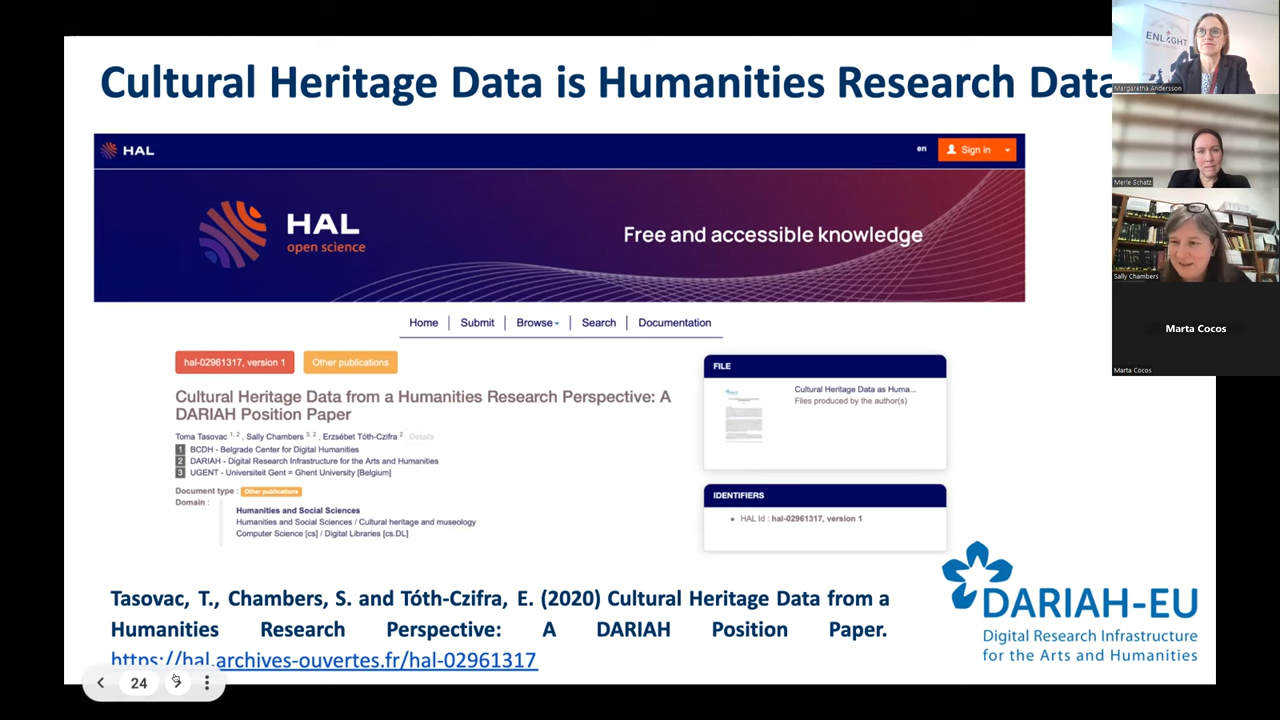 Cultural Heritage Data is Humanities Research Data
HAL
en
Sign in
HAL
open science
Free and accessible knowledge
Home
Submit
Browse
Search
Documentation
hal-02961317, version 1
Other publications
Cultural Heritage Data from a Humanities Research Perspective: A
DARIAH Position Paper
Toma Tasovac 1, 2, Sally Chambers 3, 2, Erzsébet Tóth-Czifra 2 Details
1 BCDH - Belgrade Center for Digital Humanities
2 DARIAH - Digital Research Infrastructure for the Arts and Humanities
3 UGENT - Universiteit Gent = Ghent University [Belgium]
Document type : Other publications
Domain :
Humanities and Social Sciences
Humanities and Social Sciences / Cultural heritage and museology
Computer Science [cs] / Digital Libraries [cs.DL]
FILE
Cultural Heritage Data as Huma...
Files produced by the author(s)
IDENTIFIERS
HAL Id : hal-02961317, version 1
Tasovac, T., Chambers, S. and Tóth-Czifra, E. (2020) Cultural Heritage Data from a
Humanities Research Perspective: A DARIAH Position Paper.
https://hal.archives-ouvertes.fr/hal-02961317
DARIAH-EU
Digital Research Infrastructure
for the Arts and Humanities
24
ENLIGHT
Margaretha Andersson
Merle Schatz
Sally Chambers
Marta Cocos
Marta Cocos